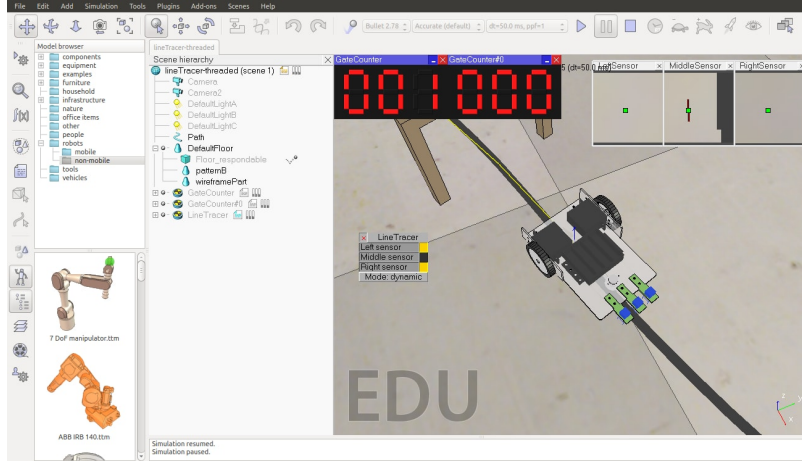 File Edit Add Simulation Tools Plugins Add-ons Scenes Help
Bullet 2.78 Accurate (default) dt=50.0 ms, ppf=1
Model browser
components
equipment
examples
furniture
household
infrastructure
nature
office items
other
people
robots
mobile
non-mobile
tools
vehicles
7 DoF manipulator.ttm
ABB IRB 140.ttm
lineTracer-threaded
Scene hierarchy
lineTracer-threaded (scene 1)
Camera
Camera2
DefaultLightA
DefaultLightB
DefaultLightC
Path
DefaultFloor
Floor_respondable
patternB
wireframePart
GateCounter
GateCounter#0
LineTracer
GateCounter
GateCounter#0
001000
LeftSensor
MiddleSensor
RightSensor
LineTracer
Left sensor
Middle sensor
Right sensor
Mode: dynamic
EDU
z
y
x
Simulation resumed.
Simulation paused.